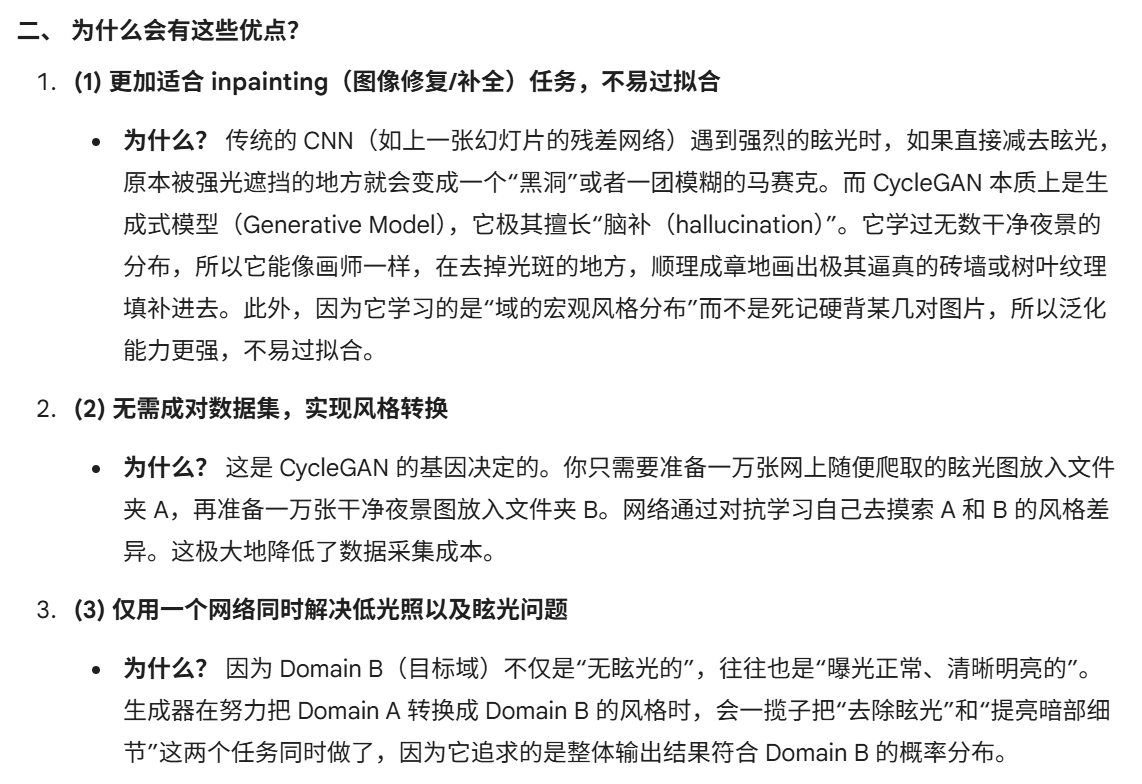 二、 为什么会有这些优点？
1. (1) 更加适合 inpainting（图像修复/补全）任务，不易过拟合
• 为什么？ 传统的 CNN（如上一张幻灯片的残差网络）遇到强烈的眩光时，如果直接减去眩光，
原本被强光遮挡的地方就会变成一个“黑洞”或者一团模糊的马赛克。而 CycleGAN 本质上是生
成式模型（Generative Model），它极其擅长“脑补（hallucination）”。它学过无数干净夜景的
分布，所以它能像画师一样，在去掉光斑的地方，顺理成章地画出极其逼真的砖墙或树叶纹理
填补进去。此外，因为它学习的是“域的宏观风格分布”而不是死记硬背某几对图片，所以泛化
能力更强，不易过拟合。
2. (2) 无需成对数据集，实现风格转换
• 为什么？ 这是 CycleGAN 的基因决定的。你只需要准备一万张网上随便爬取的眩光图放入文件
夹 A，再准备一万张干净夜景图放入文件夹 B。网络通过对抗学习自己去摸索 A 和 B 的风格差
异。这极大地降低了数据采集成本。
3. (3) 仅用一个网络同时解决低光照以及眩光问题
• 为什么？ 因为 Domain B（目标域）不仅是“无眩光的”，往往也是“曝光正常、清晰明亮的”。
生成器在努力把 Domain A 转换成 Domain B 的风格时，会一揽子把“去除眩光”和“提亮暗部细
节”这两个任务同时做了，因为它追求的是整体输出结果符合 Domain B 的概率分布。